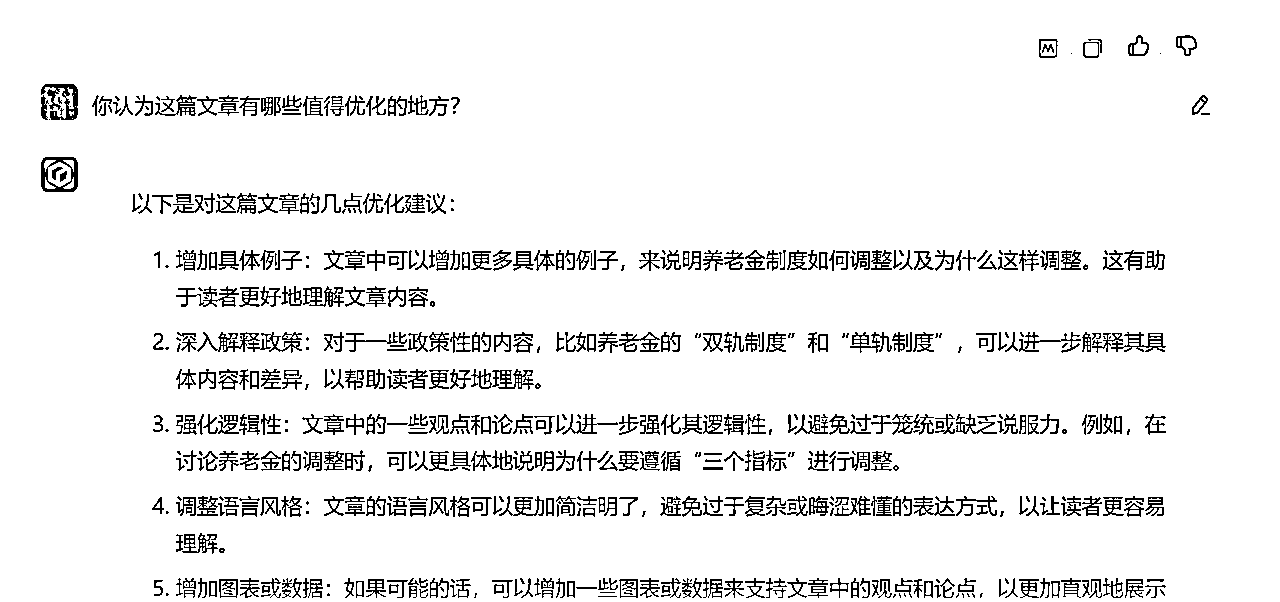 你认为这篇文章有哪些值得优化的地方？
以下是对这篇文章的几点优化建议：
1. 增加具体例子：文章中可以增加更多具体的例子，来说明养老金制度如何调整以及为什么这样调整。这有助
于读者更好地理解文章内容。
2. 深入解释政策：对于一些政策性的内容，比如养老金的“双轨制度”和“单轨制度”，可以进一步解释其具
体内容和差异，以帮助读者更好地理解。
3. 强化逻辑性：文章中的一些观点和论点可以进一步强化其逻辑性，以避免过于笼统或缺乏说服力。例如，在
讨论养老金的调整时，可以更具体地说明为什么要遵循“三个指标”进行调整。
4. 调整语言风格：文章的语言风格可以更加简洁明了，避免过于复杂或晦涩难懂的表达方式，以让读者更容易
理解。
5. 增加图表或数据：如果可能的话，可以增加一些图表或数据来支持文章中的观点和论点，以更加直观地展示